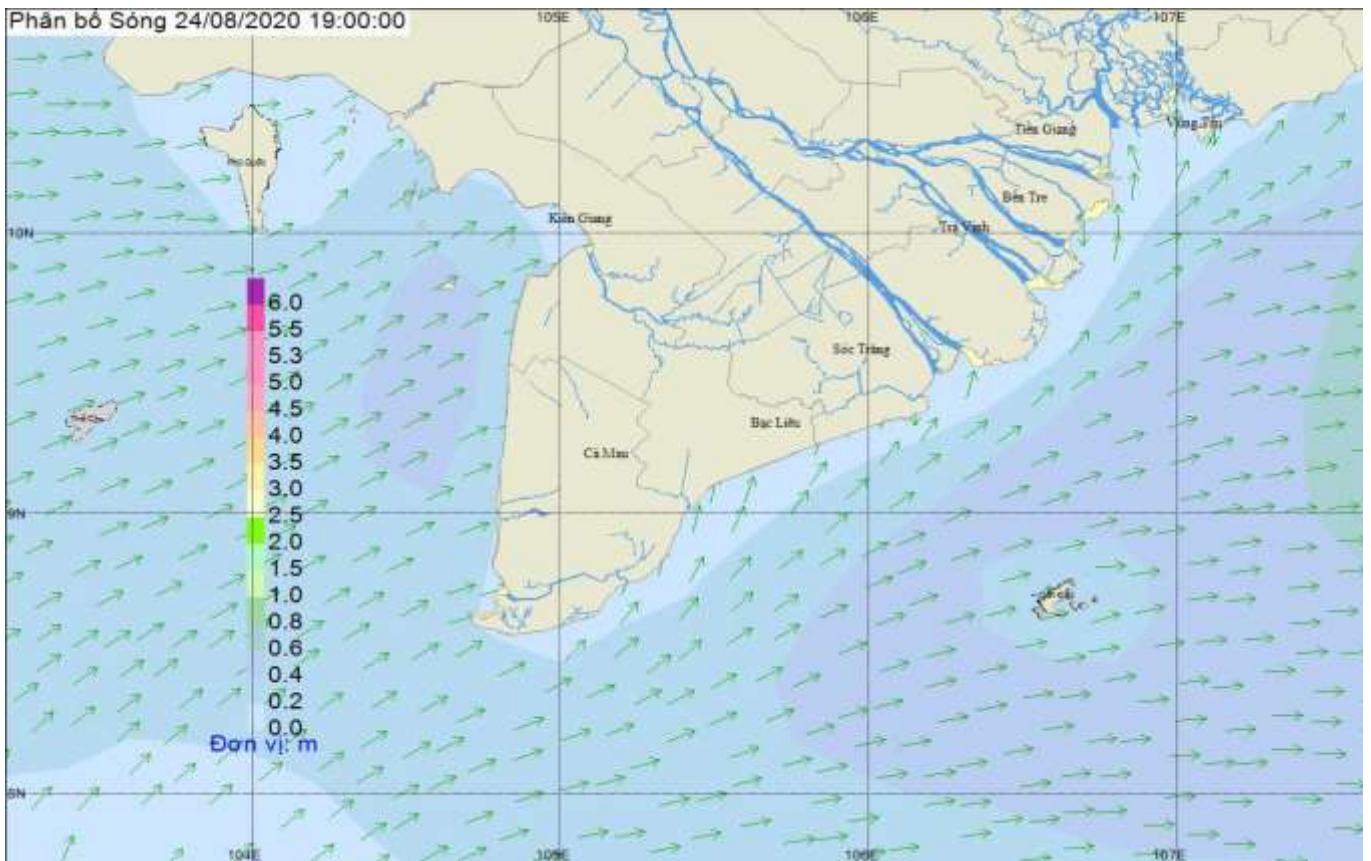 Phân bố Sóng 24/08/2020 19:00:00
105E
106E
107E
Tiền Giang
Vũng Tàu
Phú Quốc
Bến Tre
Kiên Giang
Trà Vinh
10N
6.0
5.5
5.3
5.0
4.5
4.0
3.5
3.0
2.5
2.0
1.5
1.0
0.8
0.6
0.4
0.2
0.0
Đơn vị: m
Sóc Trăng
Bạc Liêu
Cà Mau
9N
8N
104E
105E
106E
107E